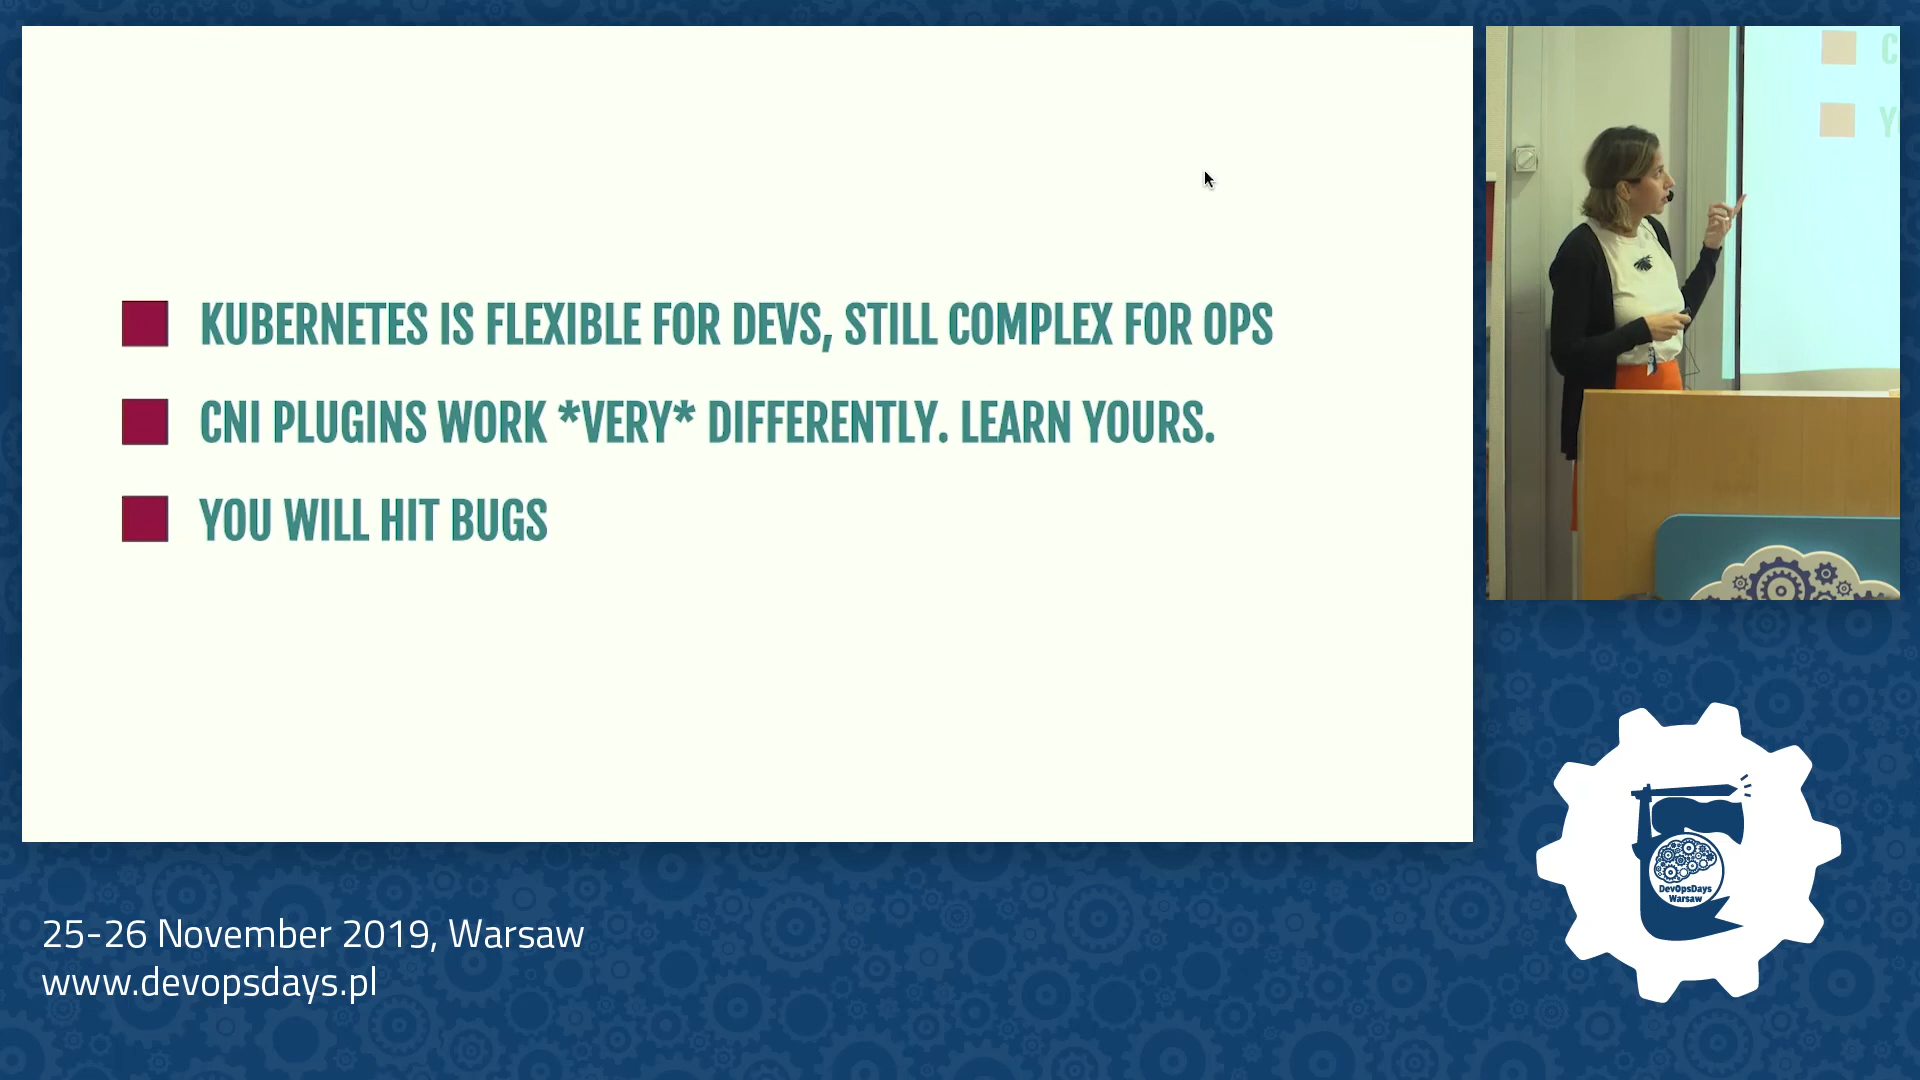 KUBERNETES IS FLEXIBLE FOR DEVS, STILL COMPLEX FOR OPS
CNI PLUGINS WORK *VERY* DIFFERENTLY. LEARN YOURS.
YOU WILL HIT BUGS
C
Y
DevOpsDays
Warsaw
25-26 November 2019, Warsaw
www.devopsdays.pl